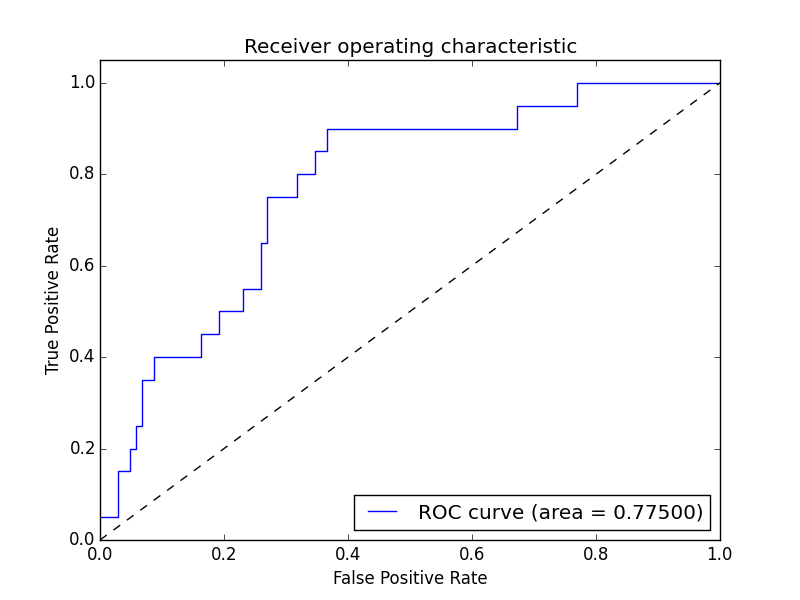 Receiver operating characteristic
1.0
0.8
0.6
0.4
0.2
0.0
True Positive Rate
ROC curve (area = 0.77500)
0.0 0.2 0.4 0.6 0.8 1.0
False Positive Rate